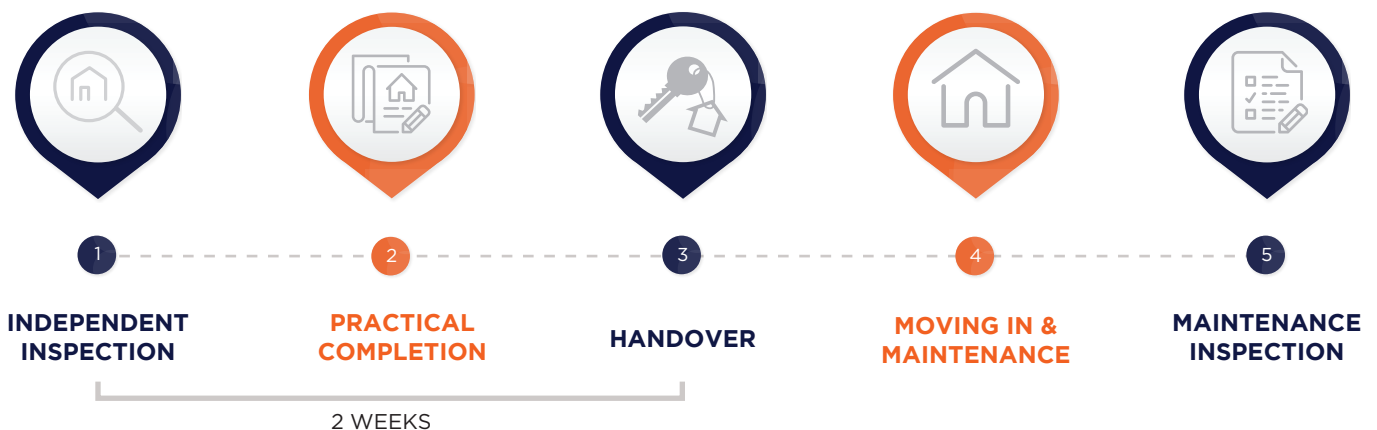 1
2
3
4
5
INDEPENDENT
INSPECTION
PRACTICAL
COMPLETION
HANDOVER
MOVING IN &
MAINTENANCE
MAINTENANCE
INSPECTION
2 WEEKS